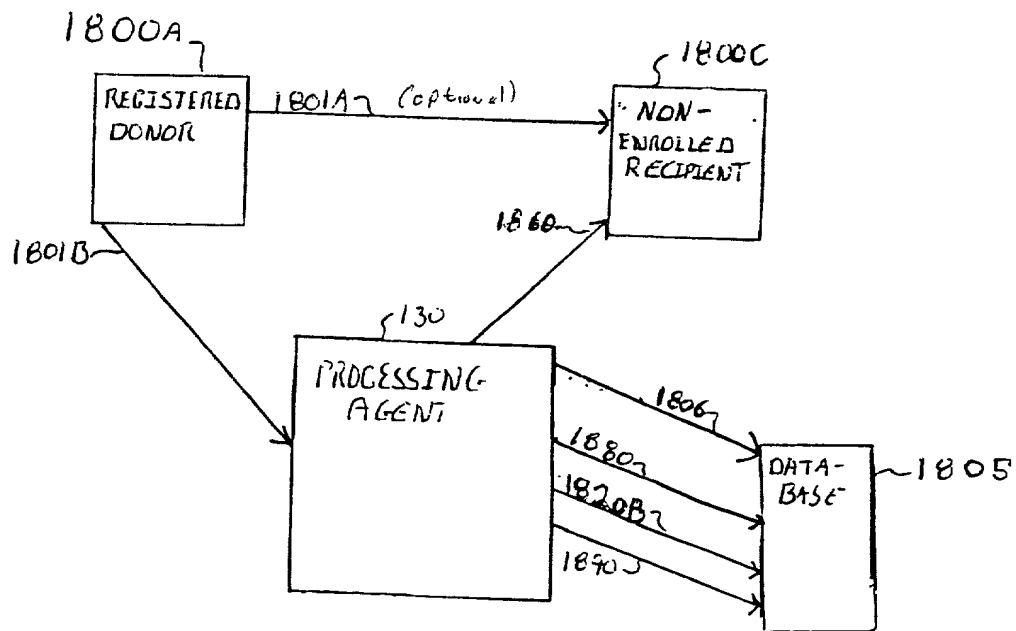 1800A
1800C
REGISTERED
DONOR
1801A
(optional)
NON-
ENROLLED
RECIPIENT
1860
1801B
130
PROCESSING
AGENT
1806
1880
1820B
1890
DATA-
BASE
1805